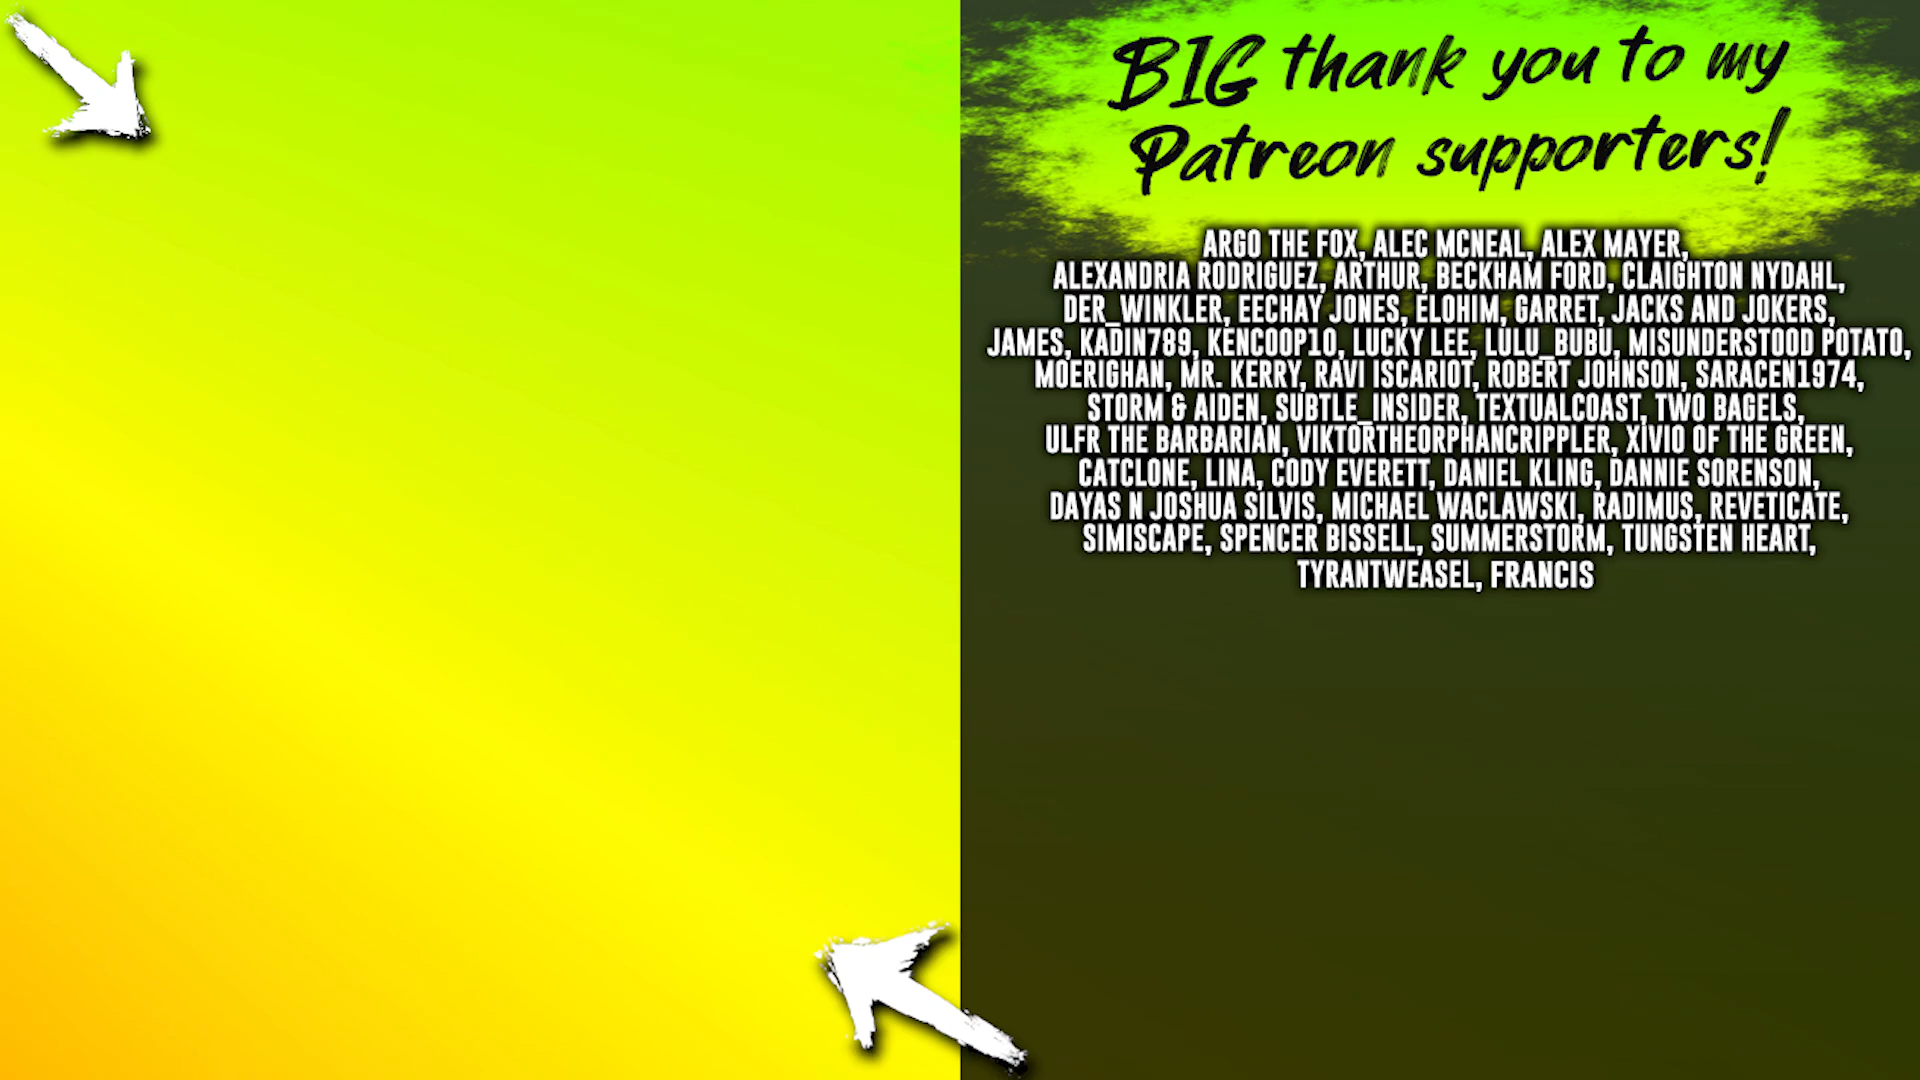 BIG thank you to my
Patreon supporters!
ARGO THE FOX, ALEC MCNEAL, ALEX MAYER,
ALEXANDRIA RODRIGUEZ, ARTHUR, BECKHAM FORD, CLAIGHTON NYDAHL,
DER_WINKLER, EECHAY JONES, ELOHIM, GARRET, JACKS AND JOKERS,
JAMES, KADIN789, KENCOOP10, LUCKY LEE, LULU_BUBU, MISUNDERSTOOD POTATO,
MOERIGHAN, MR. KERRY, RAVI ISCARIOT, ROBERT JOHNSON, SARACEN1974,
STORM & AIDEN, SUBTLE_INSIDER, TEXTUALCOAST, TWO BAGELS,
ULFR THE BARBARIAN, VIKTORTHEORPHANCRIPPLER, XIVIO OF THE GREEN,
CATCLONE, LINA, CODY EVERETT, DANIEL KLING, DANNIE SORENSON,
DAYAS N JOSHUA SILVIS, MICHAEL WACLAWSKI, RADIMUS, REVETICATE,
SIMISCAPE, SPENCER BISSELL, SUMMERSTORM, TUNGSTEN HEART,
TYRANTWEASEL, FRANCIS